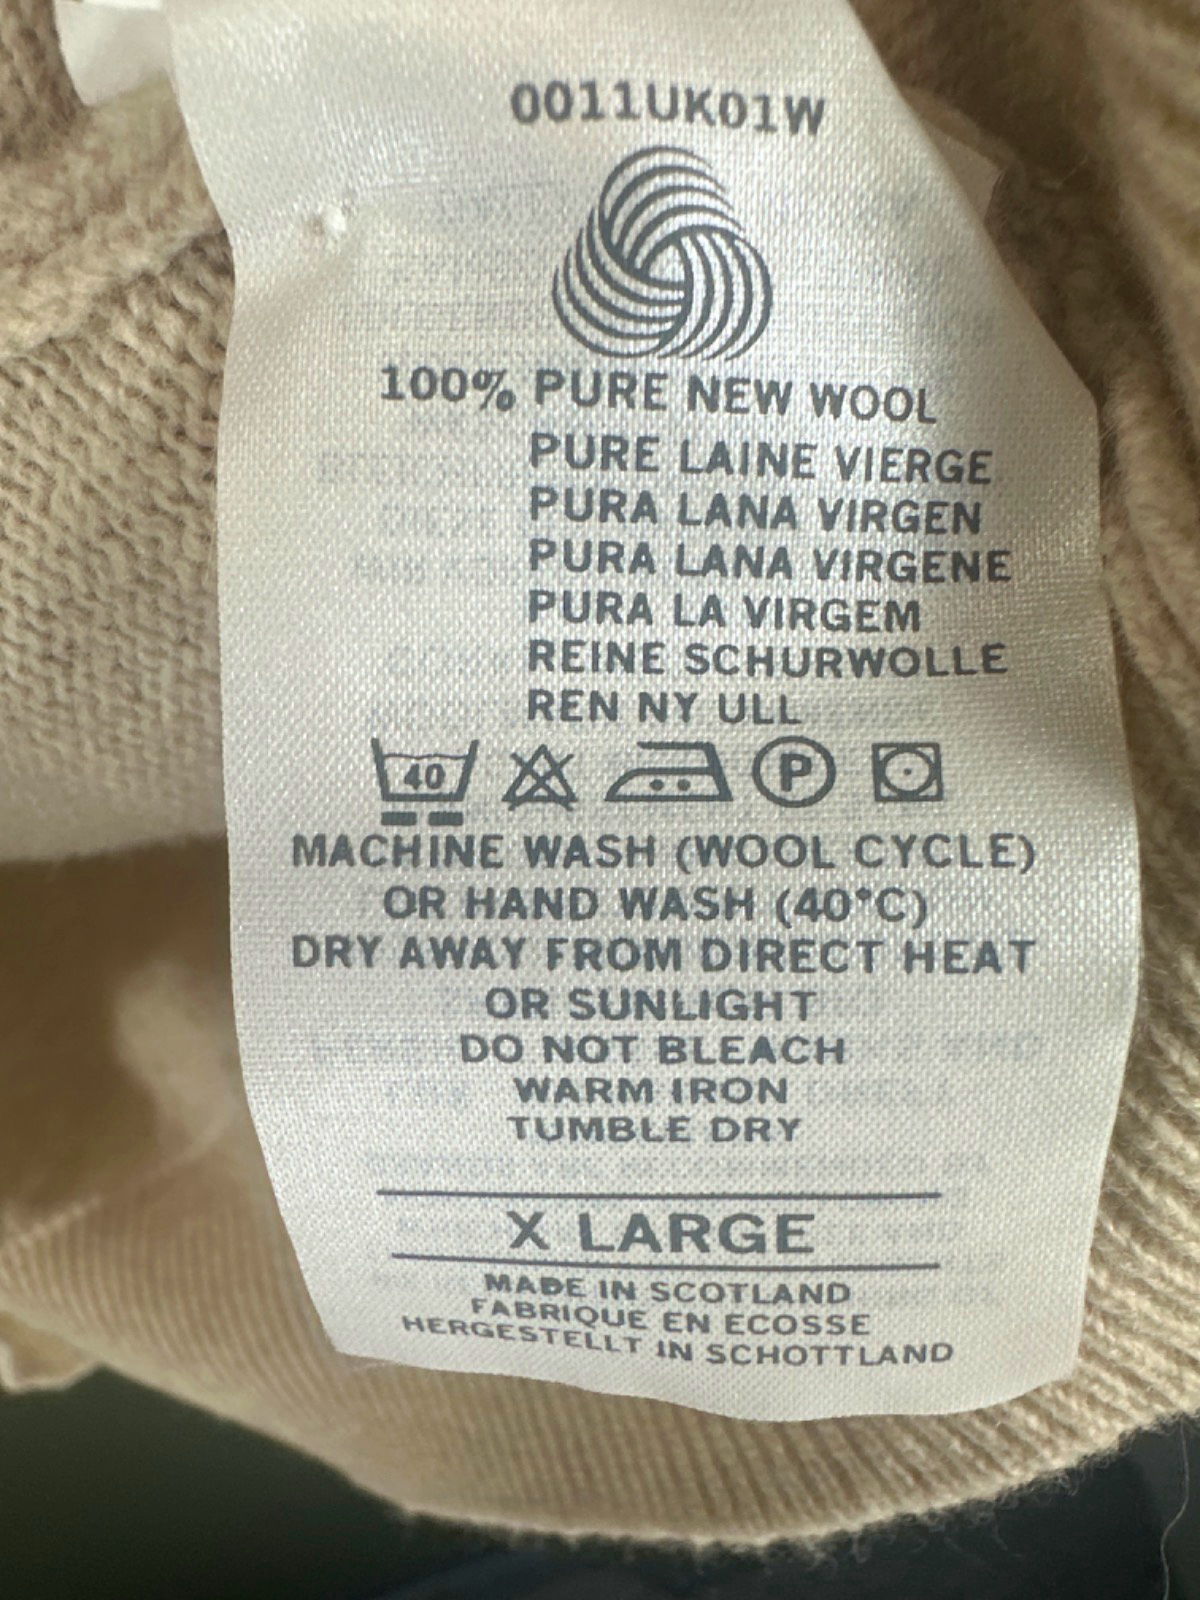 0011UK01W
100% PURE NEW WOOL
PURE LAINE VIERGE
PURA LANA VIRGEN
PURA LANA VIRGENE
PURA LA VIRGEM
REINE SCHURWOLLE
REN NY ULL
40 P
MACHINE WASH (WOOL CYCLE)
OR HAND WASH (40°C)
DRY AWAY FROM DIRECT HEAT
OR SUNLIGHT
DO NOT BLEACH
WARM IRON
TUMBLE DRY
X LARGE
MADE IN SCOTLAND
FABRIQUE EN ECOSSE
HERGESTELLT IN SCHOTTLAND